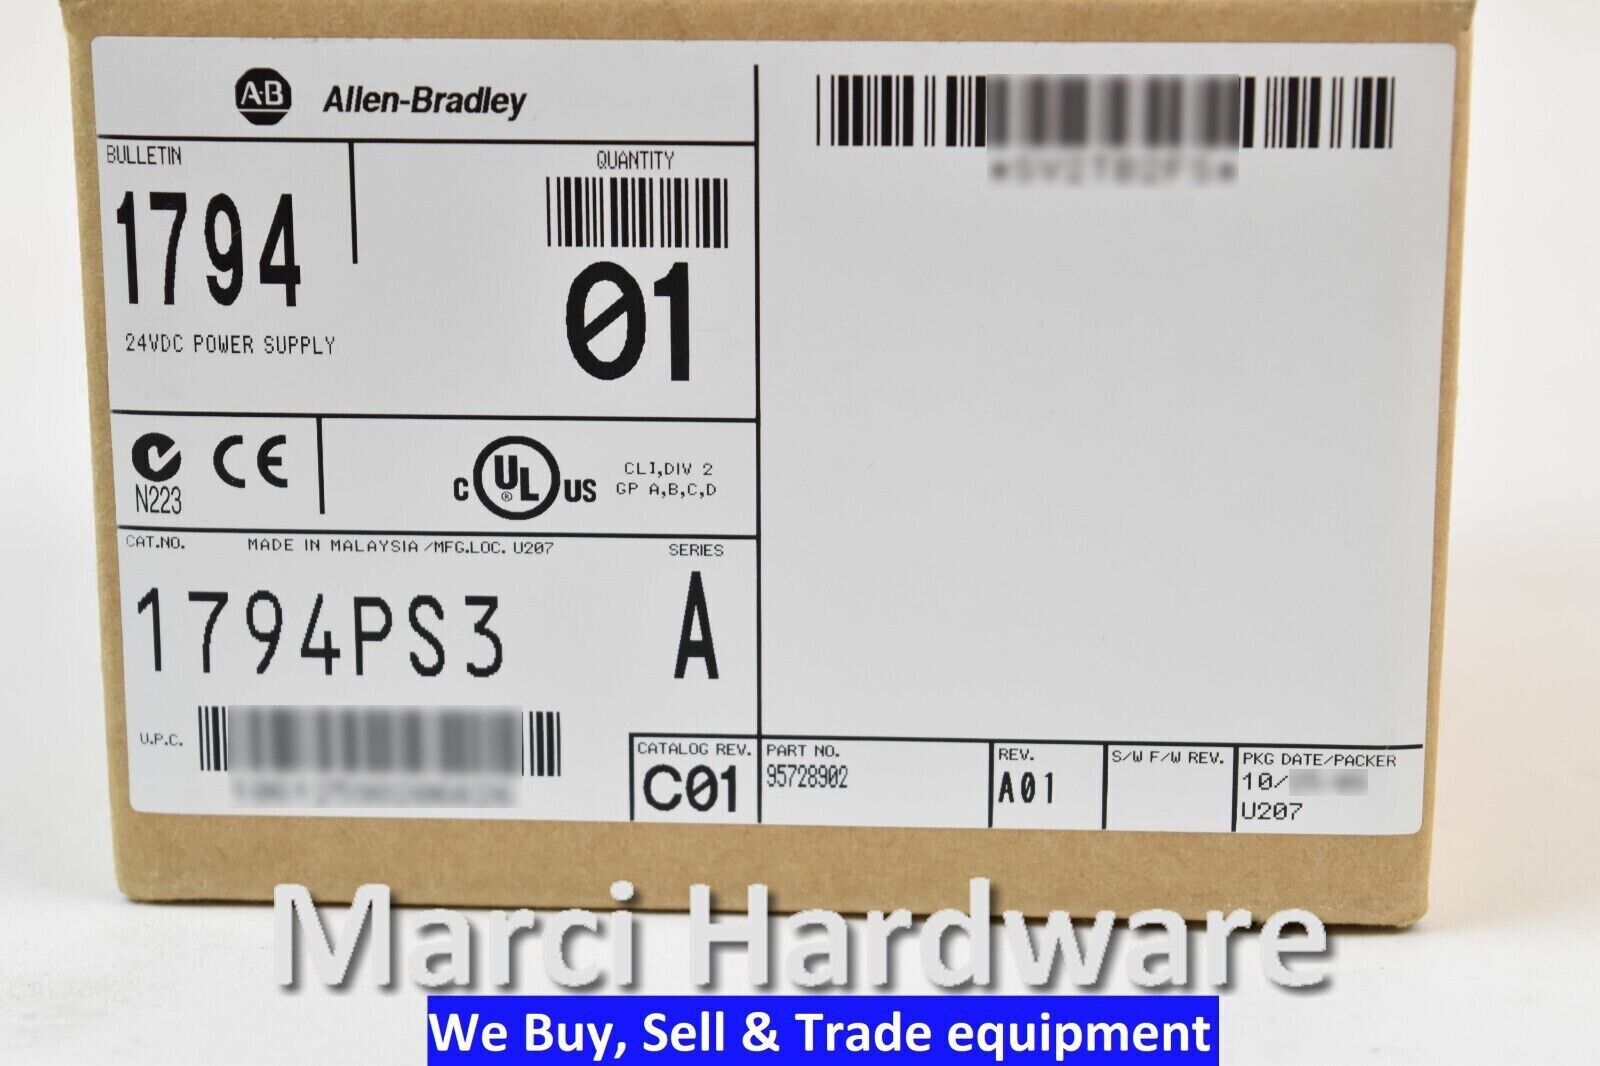 A-B Allen-Bradley
BULLETIN
1794
24VDC POWER SUPPLY
QUANTITY
01
N223
CE
C UL ® US
CLI,DIV 2
GP A,B,C,D
CAT.NO.
MADE IN MALAYSIA /MFG.LOC. U207
SERIES
1794PS3
A
U.P.C.
CATALOG REV.
C01
PART NO.
95728902
REV.
A01
S/W F/W REV.
PKG DATE/PACKER
10/
U207
Marci Hardware
We Buy, Sell & Trade equipment